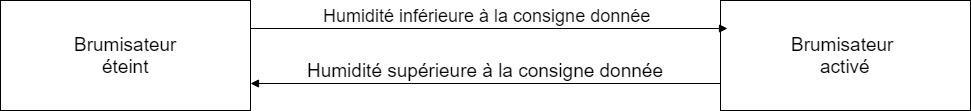 Brumisateur
éteint
Humidité inférieure à la consigne donnée
Humidité supérieure à la consigne donnée
Brumisateur
activé